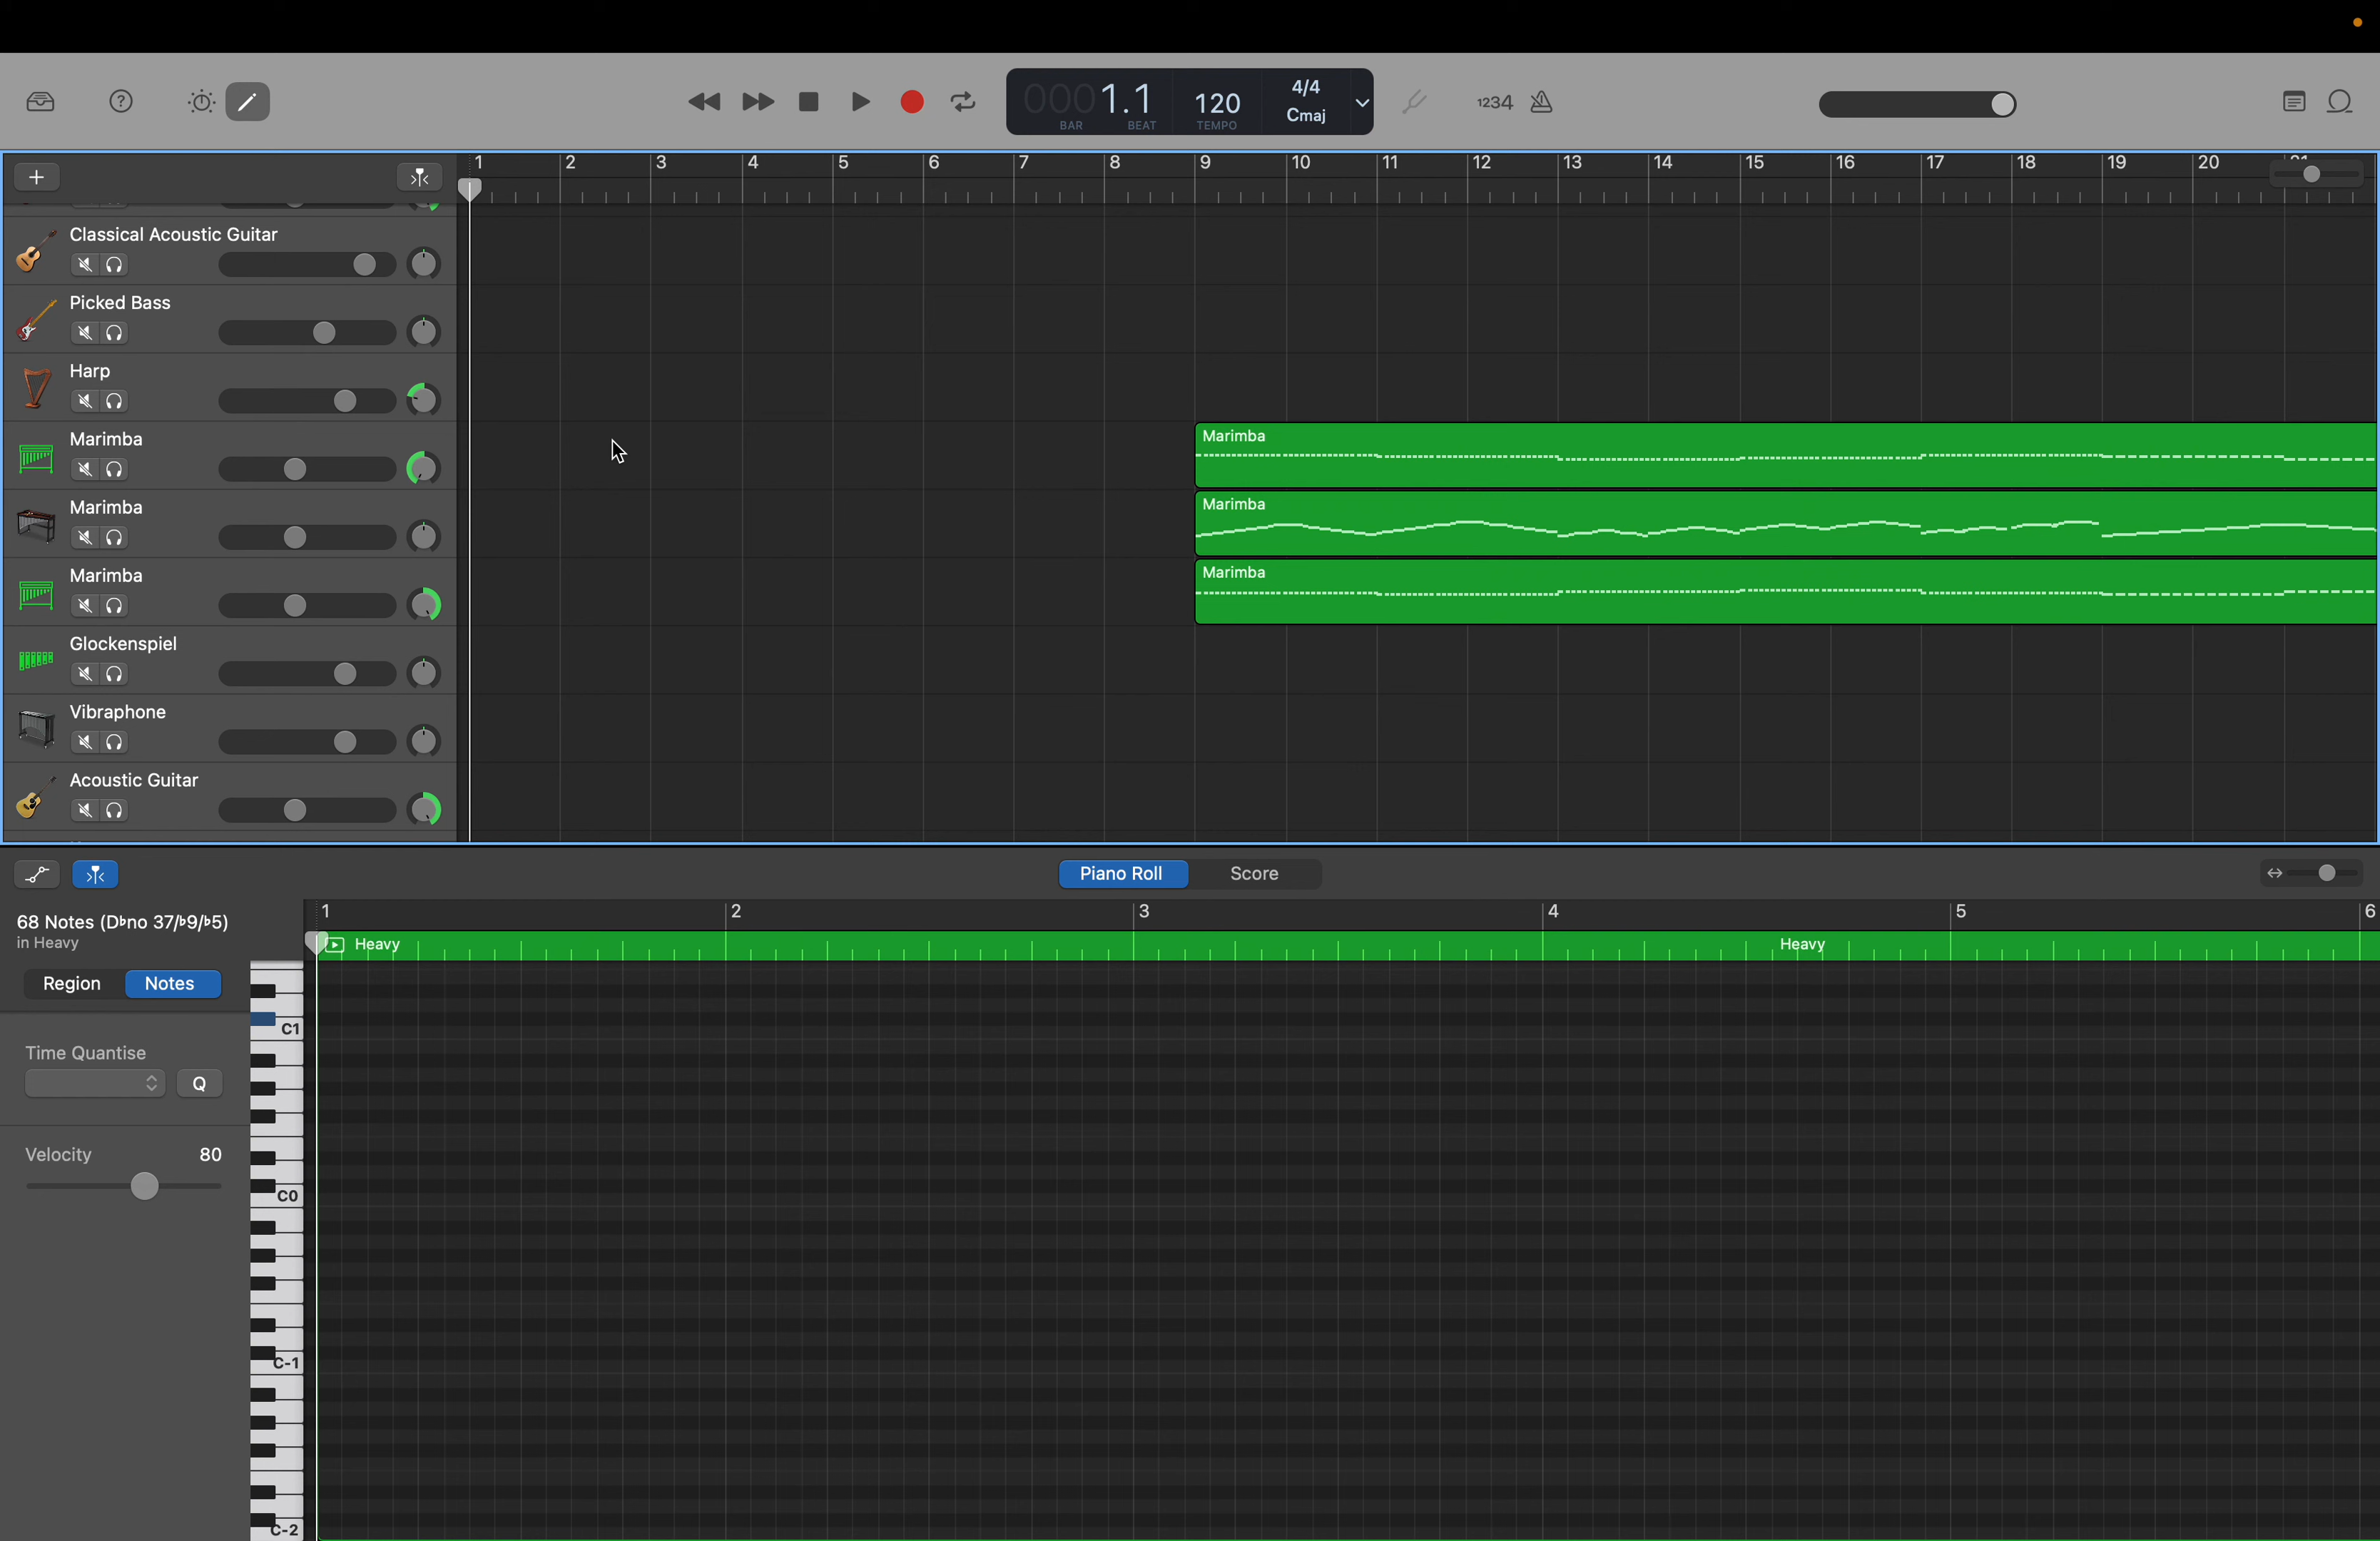 0001.1
BAR BEAT
120
TEMPO
4/4
Cmaj
1234
1 2 3 4 5 6 7 8 9 10 11 12 13 14 15 16 17 18 19 20
Classical Acoustic Guitar
Picked Bass
Harp
Marimba
Marimba
Marimba
Marimba
Marimba
Marimba
Glockenspiel
Vibraphone
Acoustic Guitar
Piano Roll Score
68 Notes (D♭no 37/♭9/♭5)
in Heavy
1 2 3 4 5 6
Heavy Heavy
Region Notes
C1
Time Quantise
Q
Velocity 80
C0
C-1
C-2